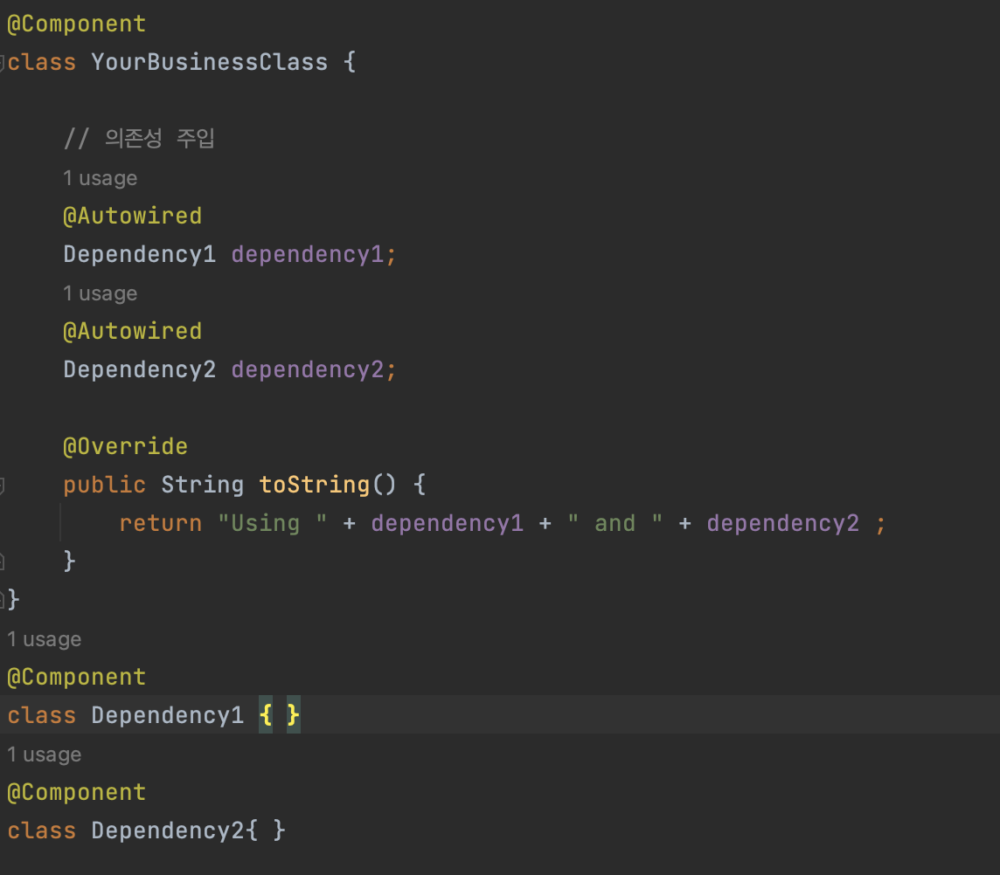 @Component
class YourBusinessClass {
// 의존성 주입
1 usage
@Autowired
Dependency1 dependency1;
1 usage
@Autowired
Dependency2 dependency2;
@Override
public String toString() {
return "Using " + dependency1 + " and " + dependency2 ;
}
}
1 usage
@Component
class Dependency1 { }
1 usage
@Component
class Dependency2{ }